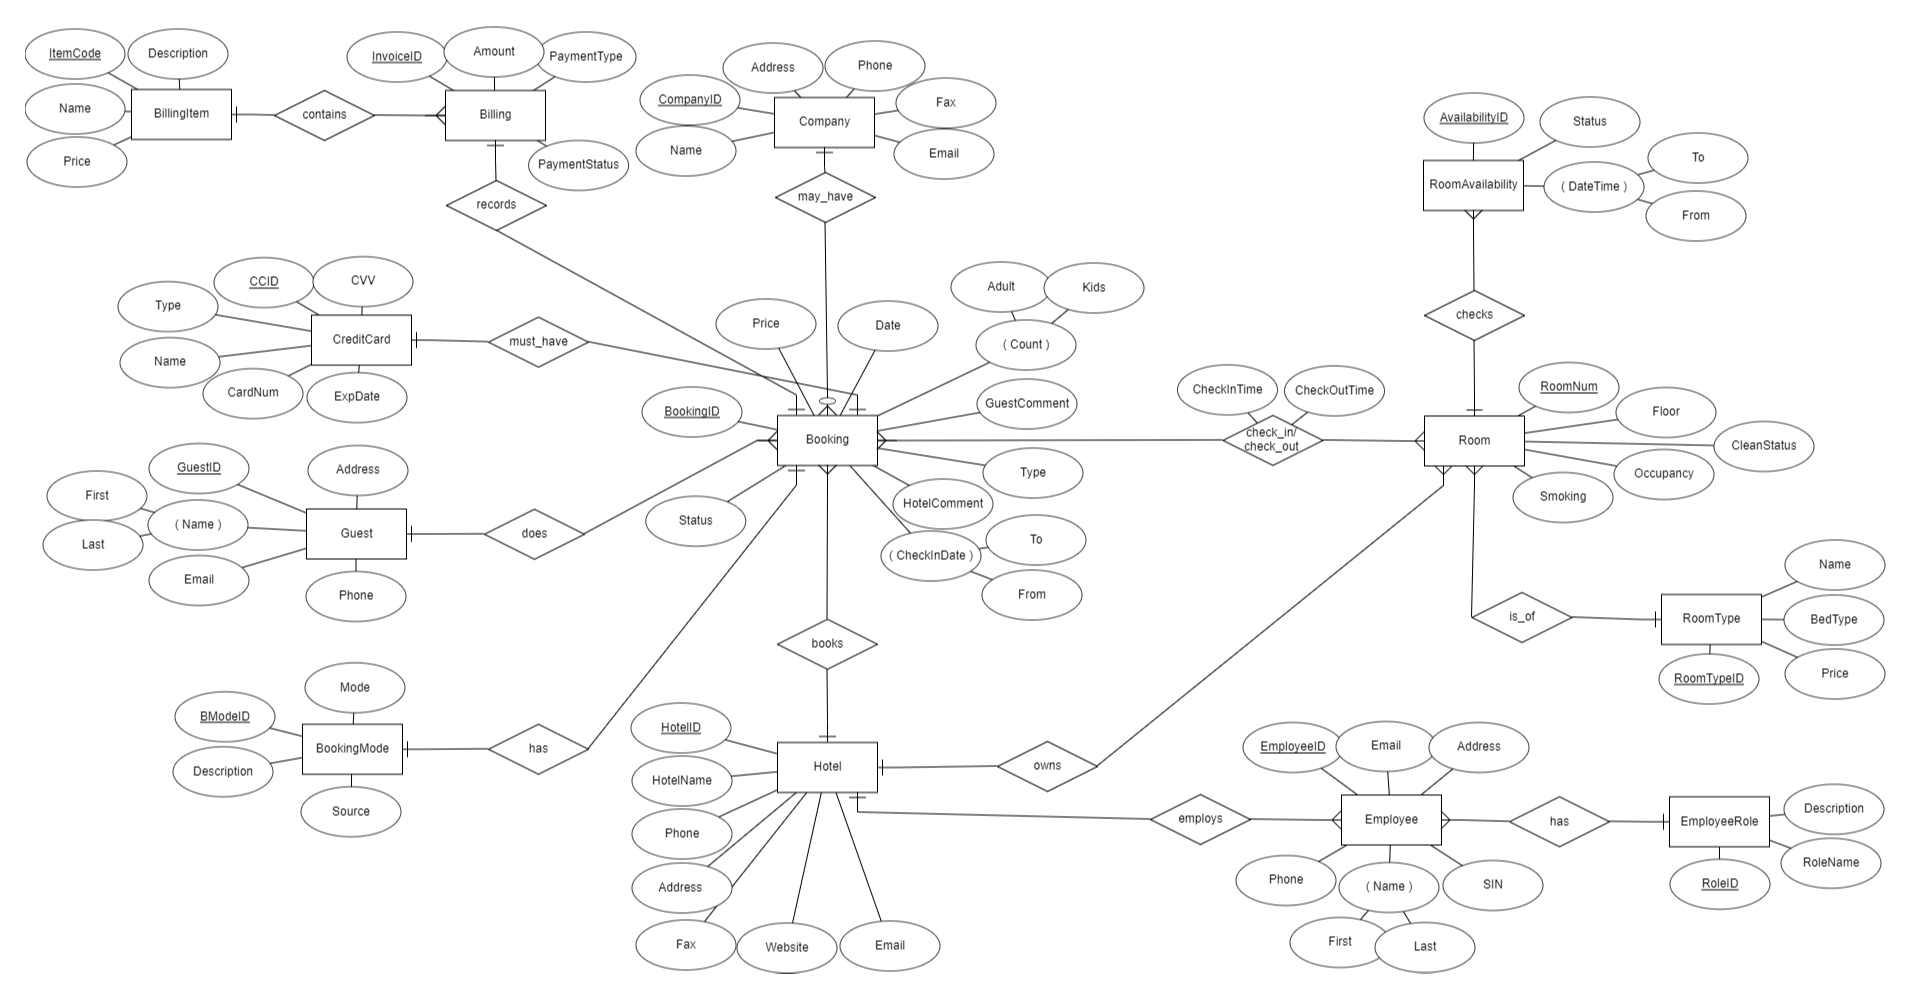 ItemCode
Description
Name
BillingItem
Price
contains
InvoiceID
Amount
PaymentType
Billing
PaymentStatus
records
Address
Phone
CompanyID
Fax
Company
Name
Email
may_have
AvailabilityID
Status
RoomAvailability
( DateTime )
To
From
checks
CCID
CVV
Type
CreditCard
Name
CardNum
ExpDate
must_have
Price
Date
Adult
Kids
( Count )
GuestComment
BookingID
Booking
Type
HotelComment
Status
( CheckInDate )
To
From
CheckInTime
CheckOutTime
check_in/
check_out
RoomNum
Floor
Room
CleanStatus
Occupancy
Smoking
GuestID
Address
First
( Name )
Last
Guest
Email
Phone
does
books
is_of
Name
RoomType
BedType
RoomTypeID
Price
Mode
BModeID
BookingMode
Description
Source
has
HotelID
Hotel
HotelName
Phone
Address
Fax
Website
Email
owns
employs
EmployeeID
Email
Address
Employee
Phone
( Name )
SIN
First
Last
has
EmployeeRole
Description
RoleName
RoleID